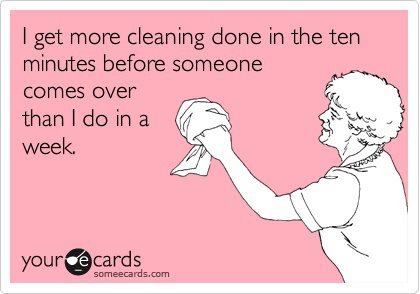 I get more cleaning done in the ten
minutes before someone
comes over
than I do in a
week.
your e cards
someecards.com